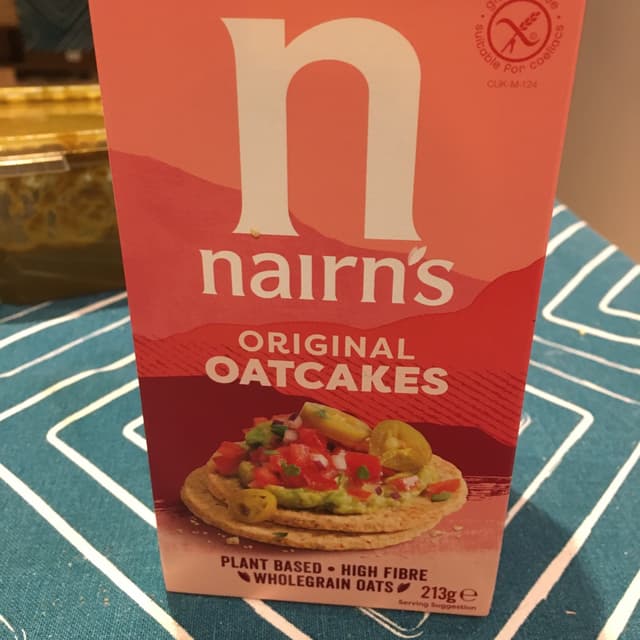 suitable for coeliacs
CUK-M-124
n
nairn's
ORIGINAL
OATCAKES
PLANT BASED • HIGH FIBRE
WHOLEGRAIN OATS
213g ℮
Serving Suggestion